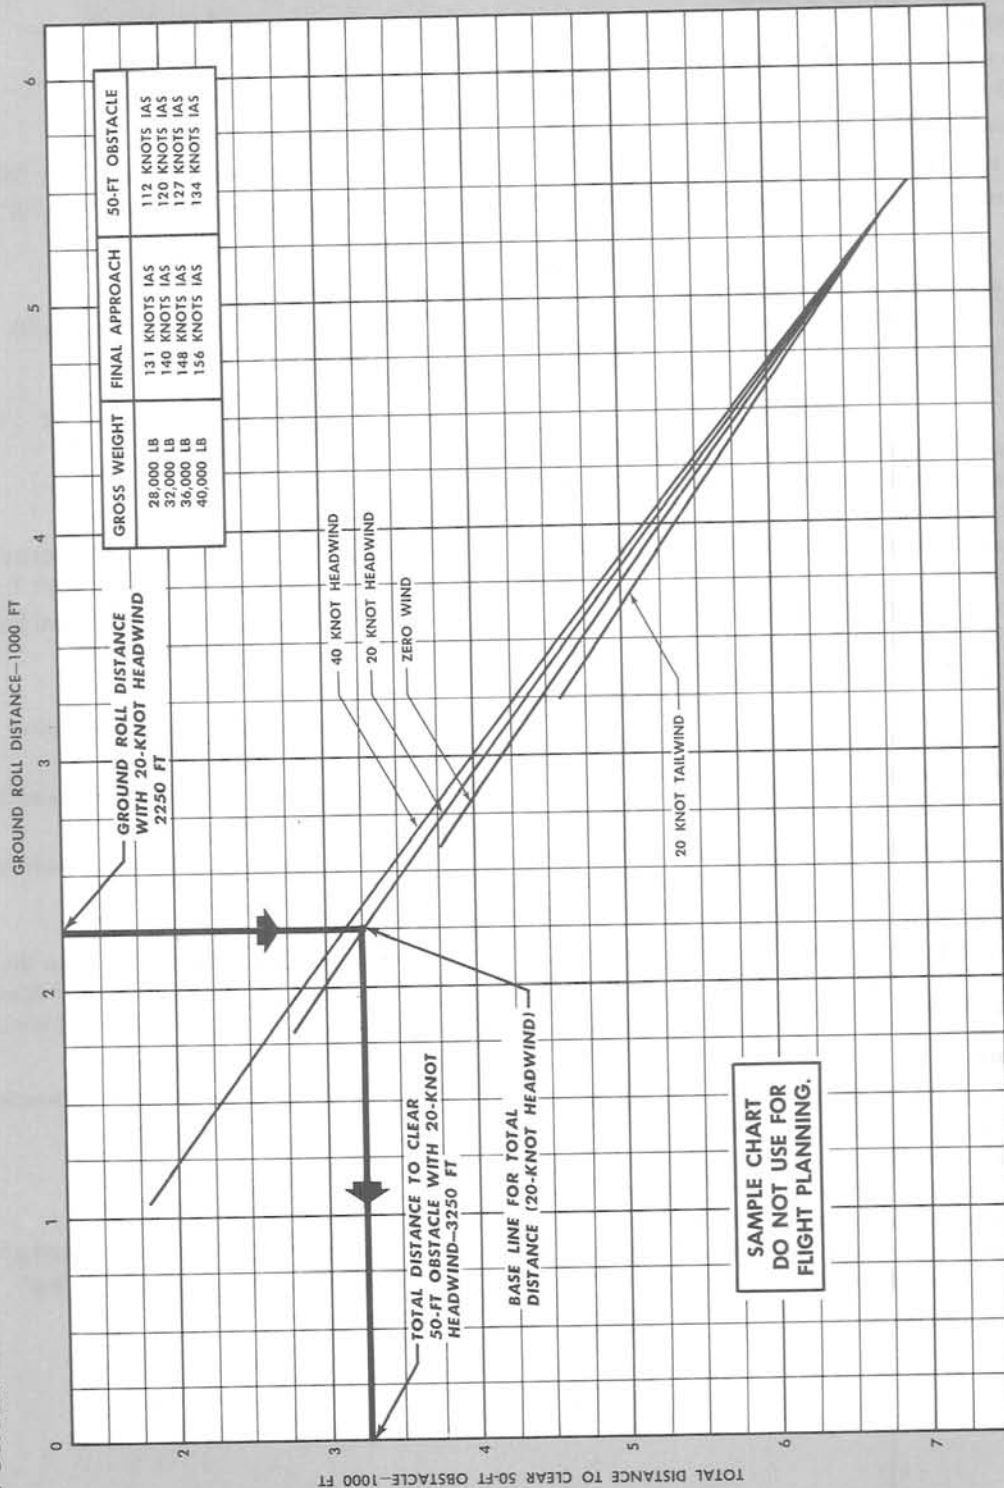 GROUND ROLL DISTANCE—1000 FT
0
1
2
3
4
5
6
TOTAL DISTANCE TO CLEAR 50-FT OBSTACLE—1000 FT
2
3
4
5
6
7
GROSS WEIGHT FINAL APPROACH 50-FT OBSTACLE
28,000 LB 131 KNOTS IAS 112 KNOTS IAS
32,000 LB 140 KNOTS IAS 120 KNOTS IAS
36,000 LB 148 KNOTS IAS 127 KNOTS IAS
40,000 LB 156 KNOTS IAS 134 KNOTS IAS
GROUND ROLL DISTANCE
WITH 20-KNOT HEADWIND
2250 FT
40 KNOT HEADWIND
20 KNOT HEADWIND
ZERO WIND
20 KNOT TAILWIND
TOTAL DISTANCE TO CLEAR
50-FT OBSTACLE WITH 20-KNOT
HEADWIND—3250 FT
BASE LINE FOR TOTAL
DISTANCE (20-KNOT HEADWIND)
SAMPLE CHART
DO NOT USE FOR
FLIGHT PLANNING.